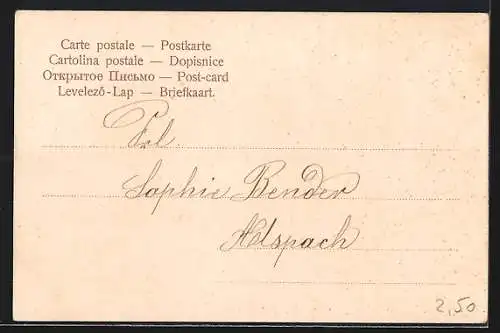 Carte postale — Postkarte
Cartolina postale — Dopisnice
Открытое Письмо — Post-card
Levelező-Lap — Briefkaart.
Frl.
Sophie Bender
Alspach
2,50